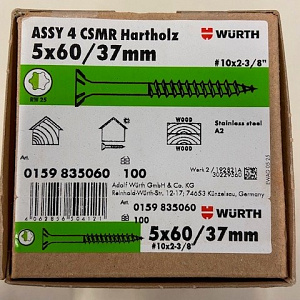 ASSY 4 CSMR Hartholz
WÜRTH
5x60/37mm
#10x2-3/8"
RW 25
WOOD
WOOD
Stainless steel
A2
Art.
0159 835060
100
Adolf Würth GmbH & Co. KG
Reinhold-Würth-Str. 12-17; 74653 Künzelsau, Germany
Art.
0159 835060
100
WÜRTH
5x60/37mm
#10x2-3/8"